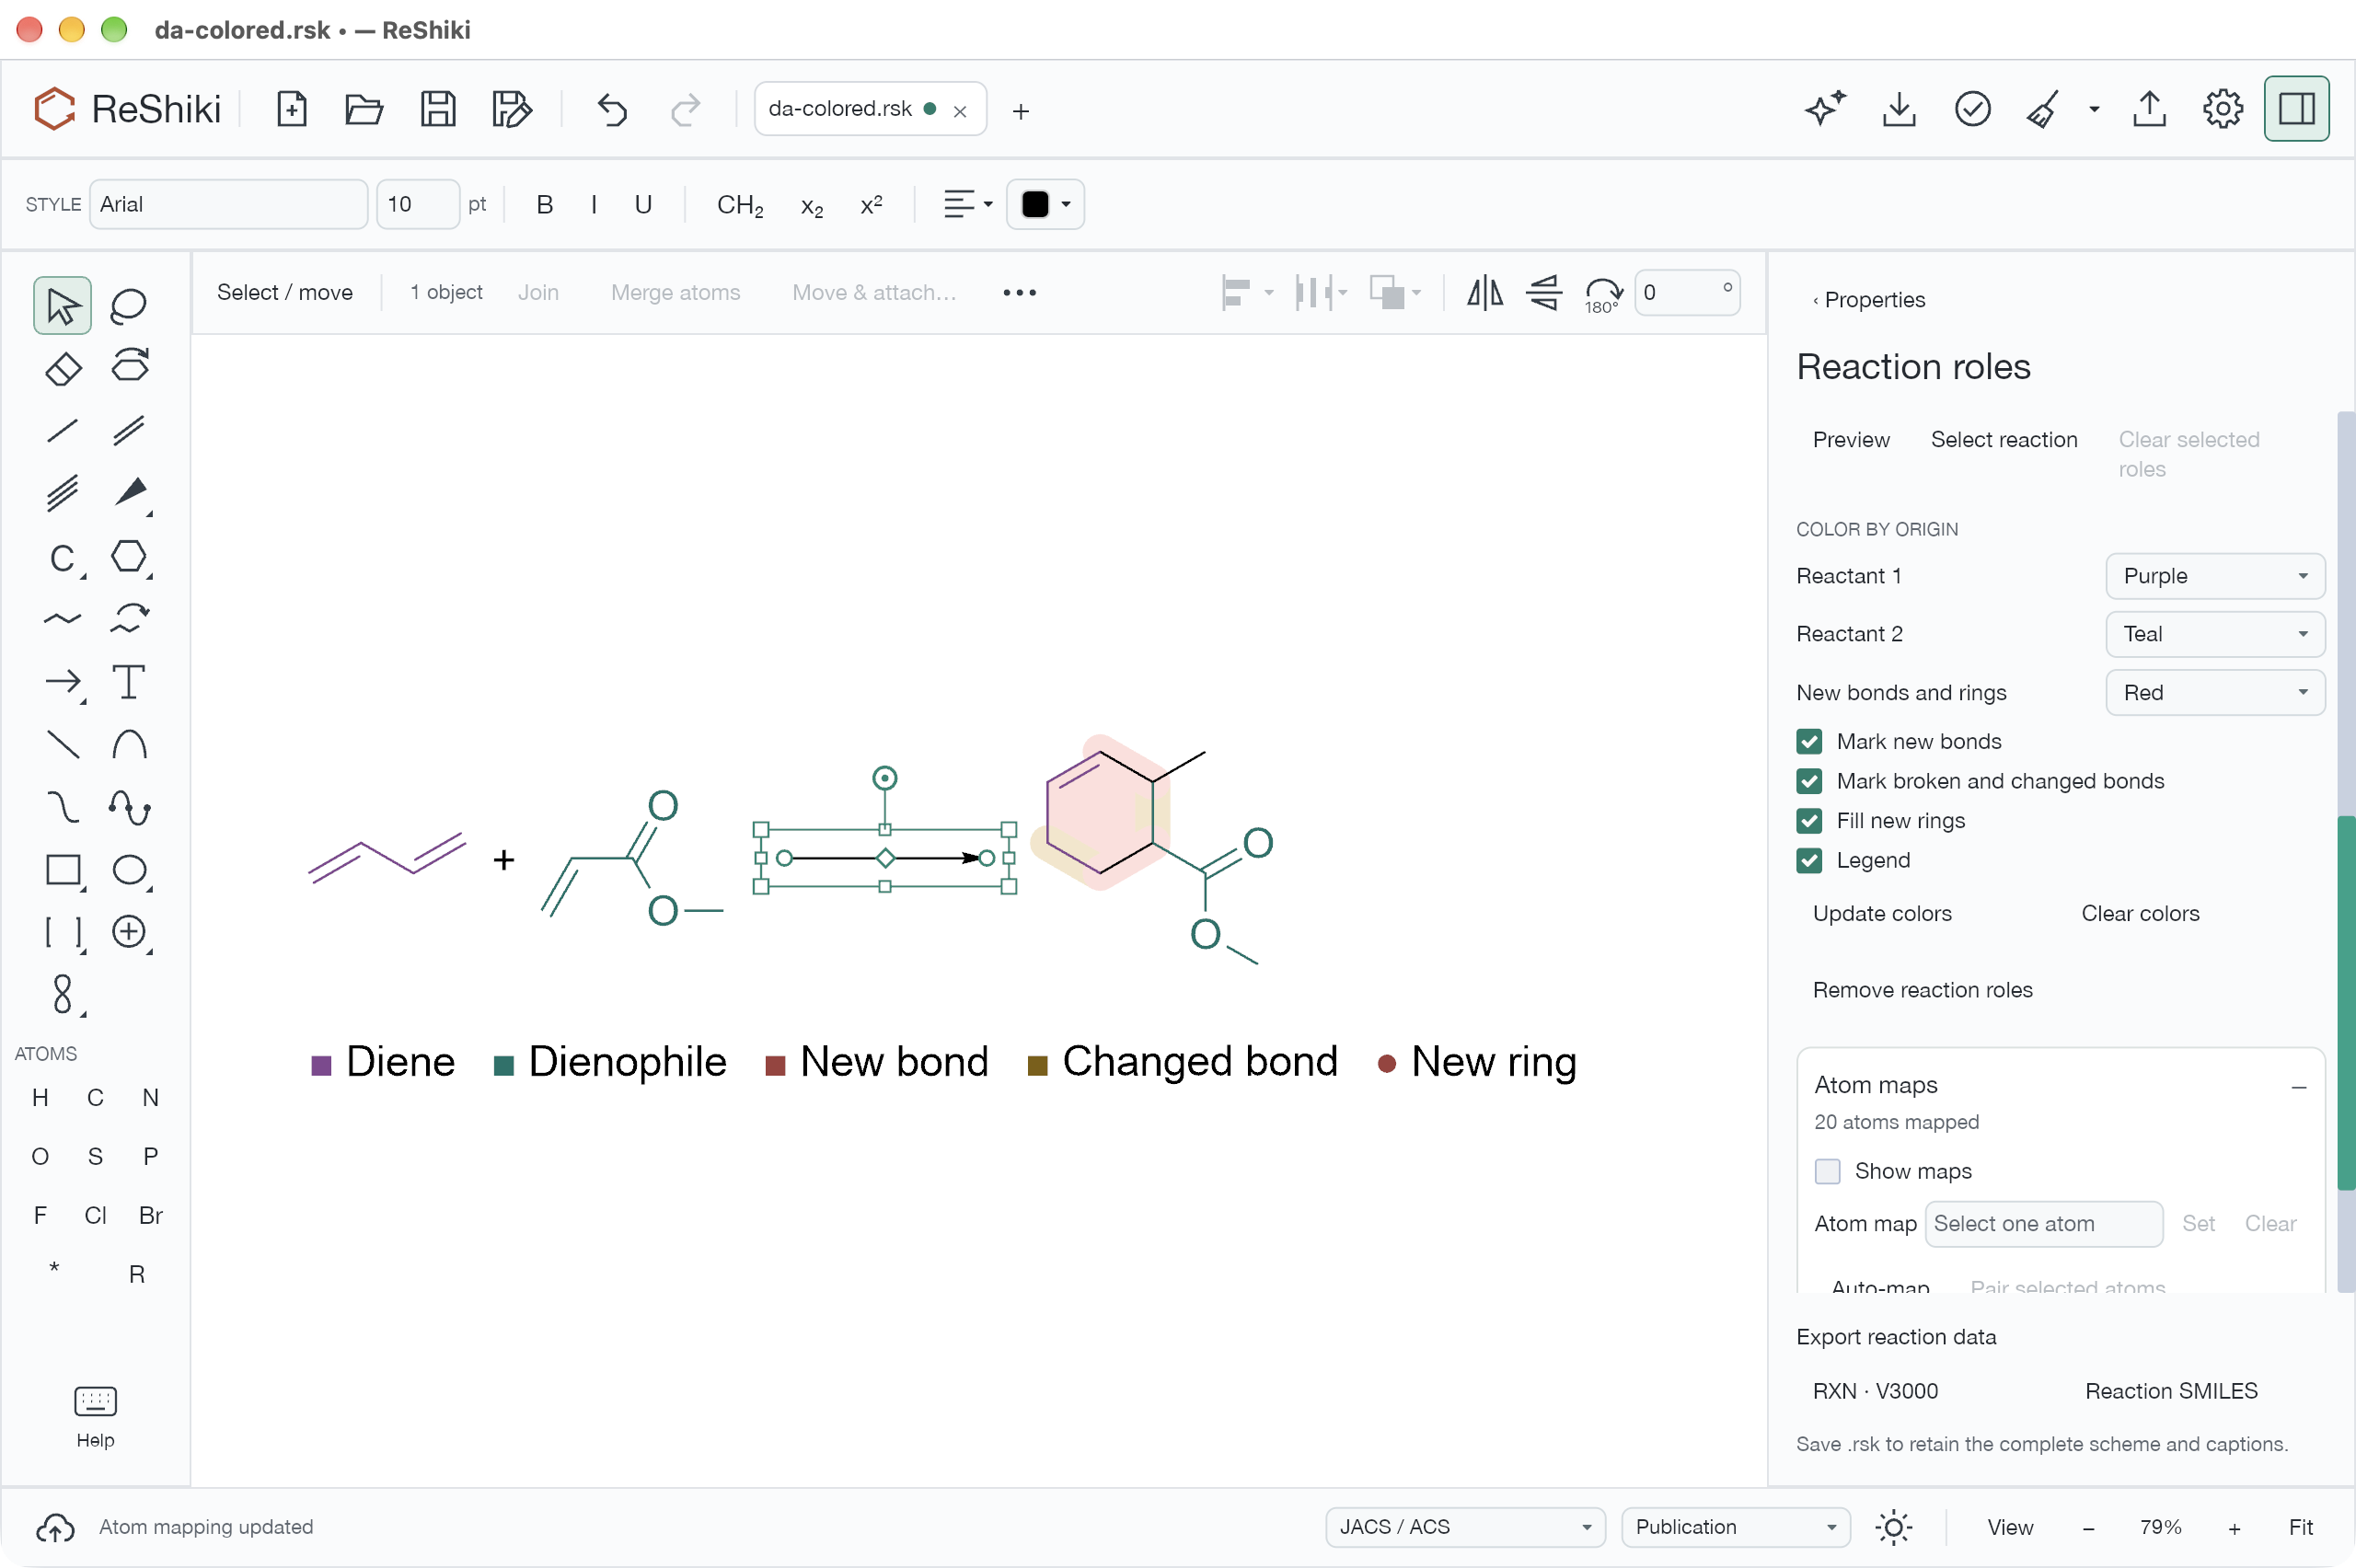 da-colored.rsk • — ReShiki
ReShiki
da-colored.rsk
STYLE Arial 10 pt B I U CH₂ x₂ x²
Select / move 1 object Join Merge atoms Move & attach... 180° 0 °
‹ Properties
Reaction roles
Preview Select reaction Clear selected roles
COLOR BY ORIGIN
Reactant 1 Purple
Reactant 2 Teal
New bonds and rings Red
Mark new bonds
Mark broken and changed bonds
Fill new rings
Legend
Update colors Clear colors
Remove reaction roles
Atom maps
20 atoms mapped
Show maps
Atom map Select one atom Set Clear
Auto-map Pair selected atoms
Export reaction data
RXN · V3000 Reaction SMILES
Save .rsk to retain the complete scheme and captions.
C
T
[ ]
ATOMS
H C N
O S P
F Cl Br
* R
Help
+
O
O
O
O
Diene Dienophile New bond Changed bond New ring
Atom mapping updated JACS / ACS Publication View – 79% + Fit